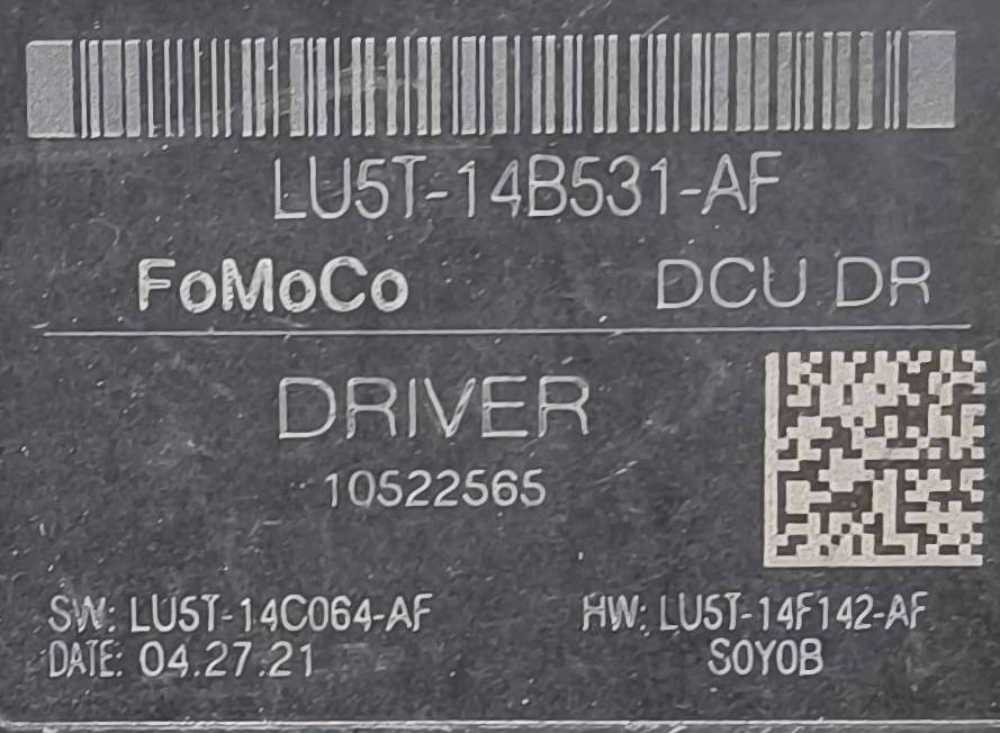 LU5T-14B531-AF
FoMoCo DCU DR
DRIVER
10522565
SW: LU5T-14C064-AF HW: LU5T-14F142-AF
DATE: 04.27.21 S0Y0B